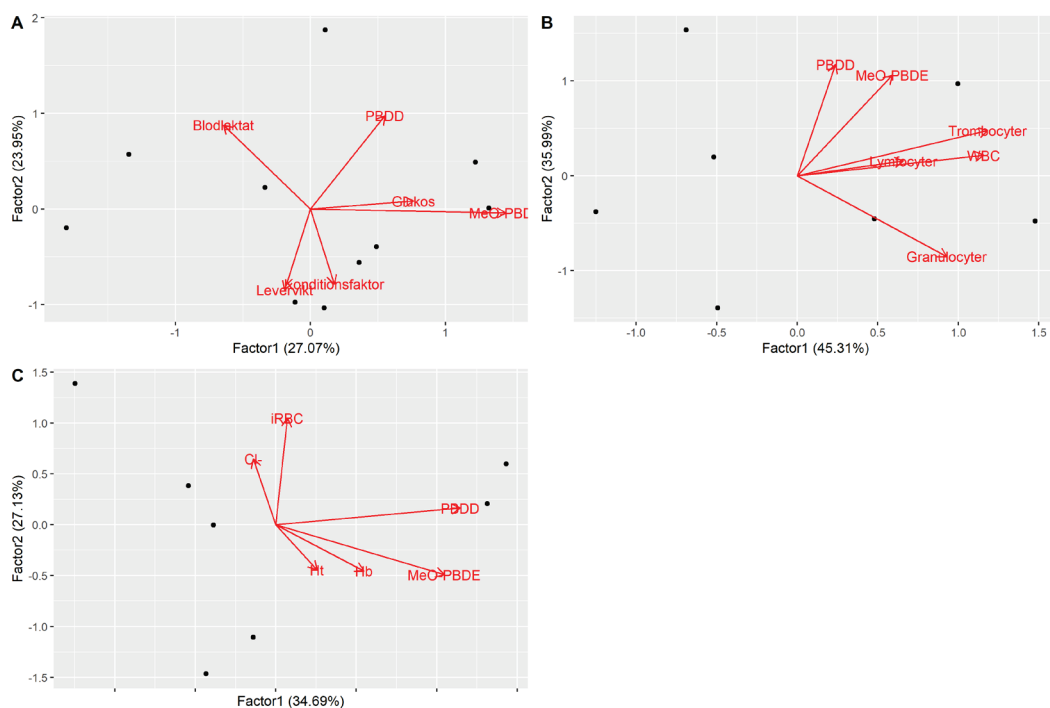 A
2
1
0
-1
Factor2 (23.95%)
Blodlaktat
PBDD
Glukos
MeO-PBD
Levervikt
konditionsfaktor
-1
0
1
Factor1 (27.07%)
B
1
0
-1
Factor2 (35.99%)
PBDD
MeO-PBDE
Trombocyter
WBC
Lymfocyter
Granulocyter
-1.0
-0.5
0.0
0.5
1.0
1.5
Factor1 (45.31%)
C
1.5
1.0
0.5
0.0
-0.5
-1.0
-1.5
Factor2 (27.13%)
iRBC
Cl-
PBDD
MeO-PBDE
Ht
Hb
Factor1 (34.69%)